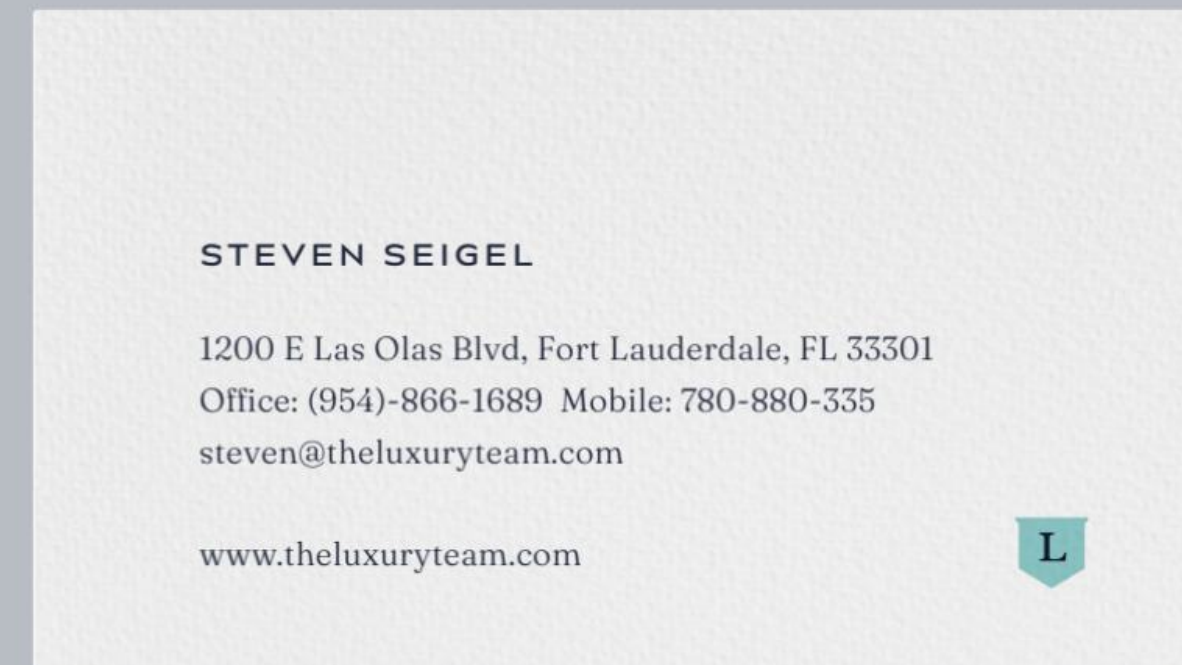 STEVEN SEIGEL
1200 E Las Olas Blvd, Fort Lauderdale, FL 33301
Office: (954)-866-1689 Mobile: 780-880-335
steven@theluxuryteam.com
www.theluxuryteam.com
L